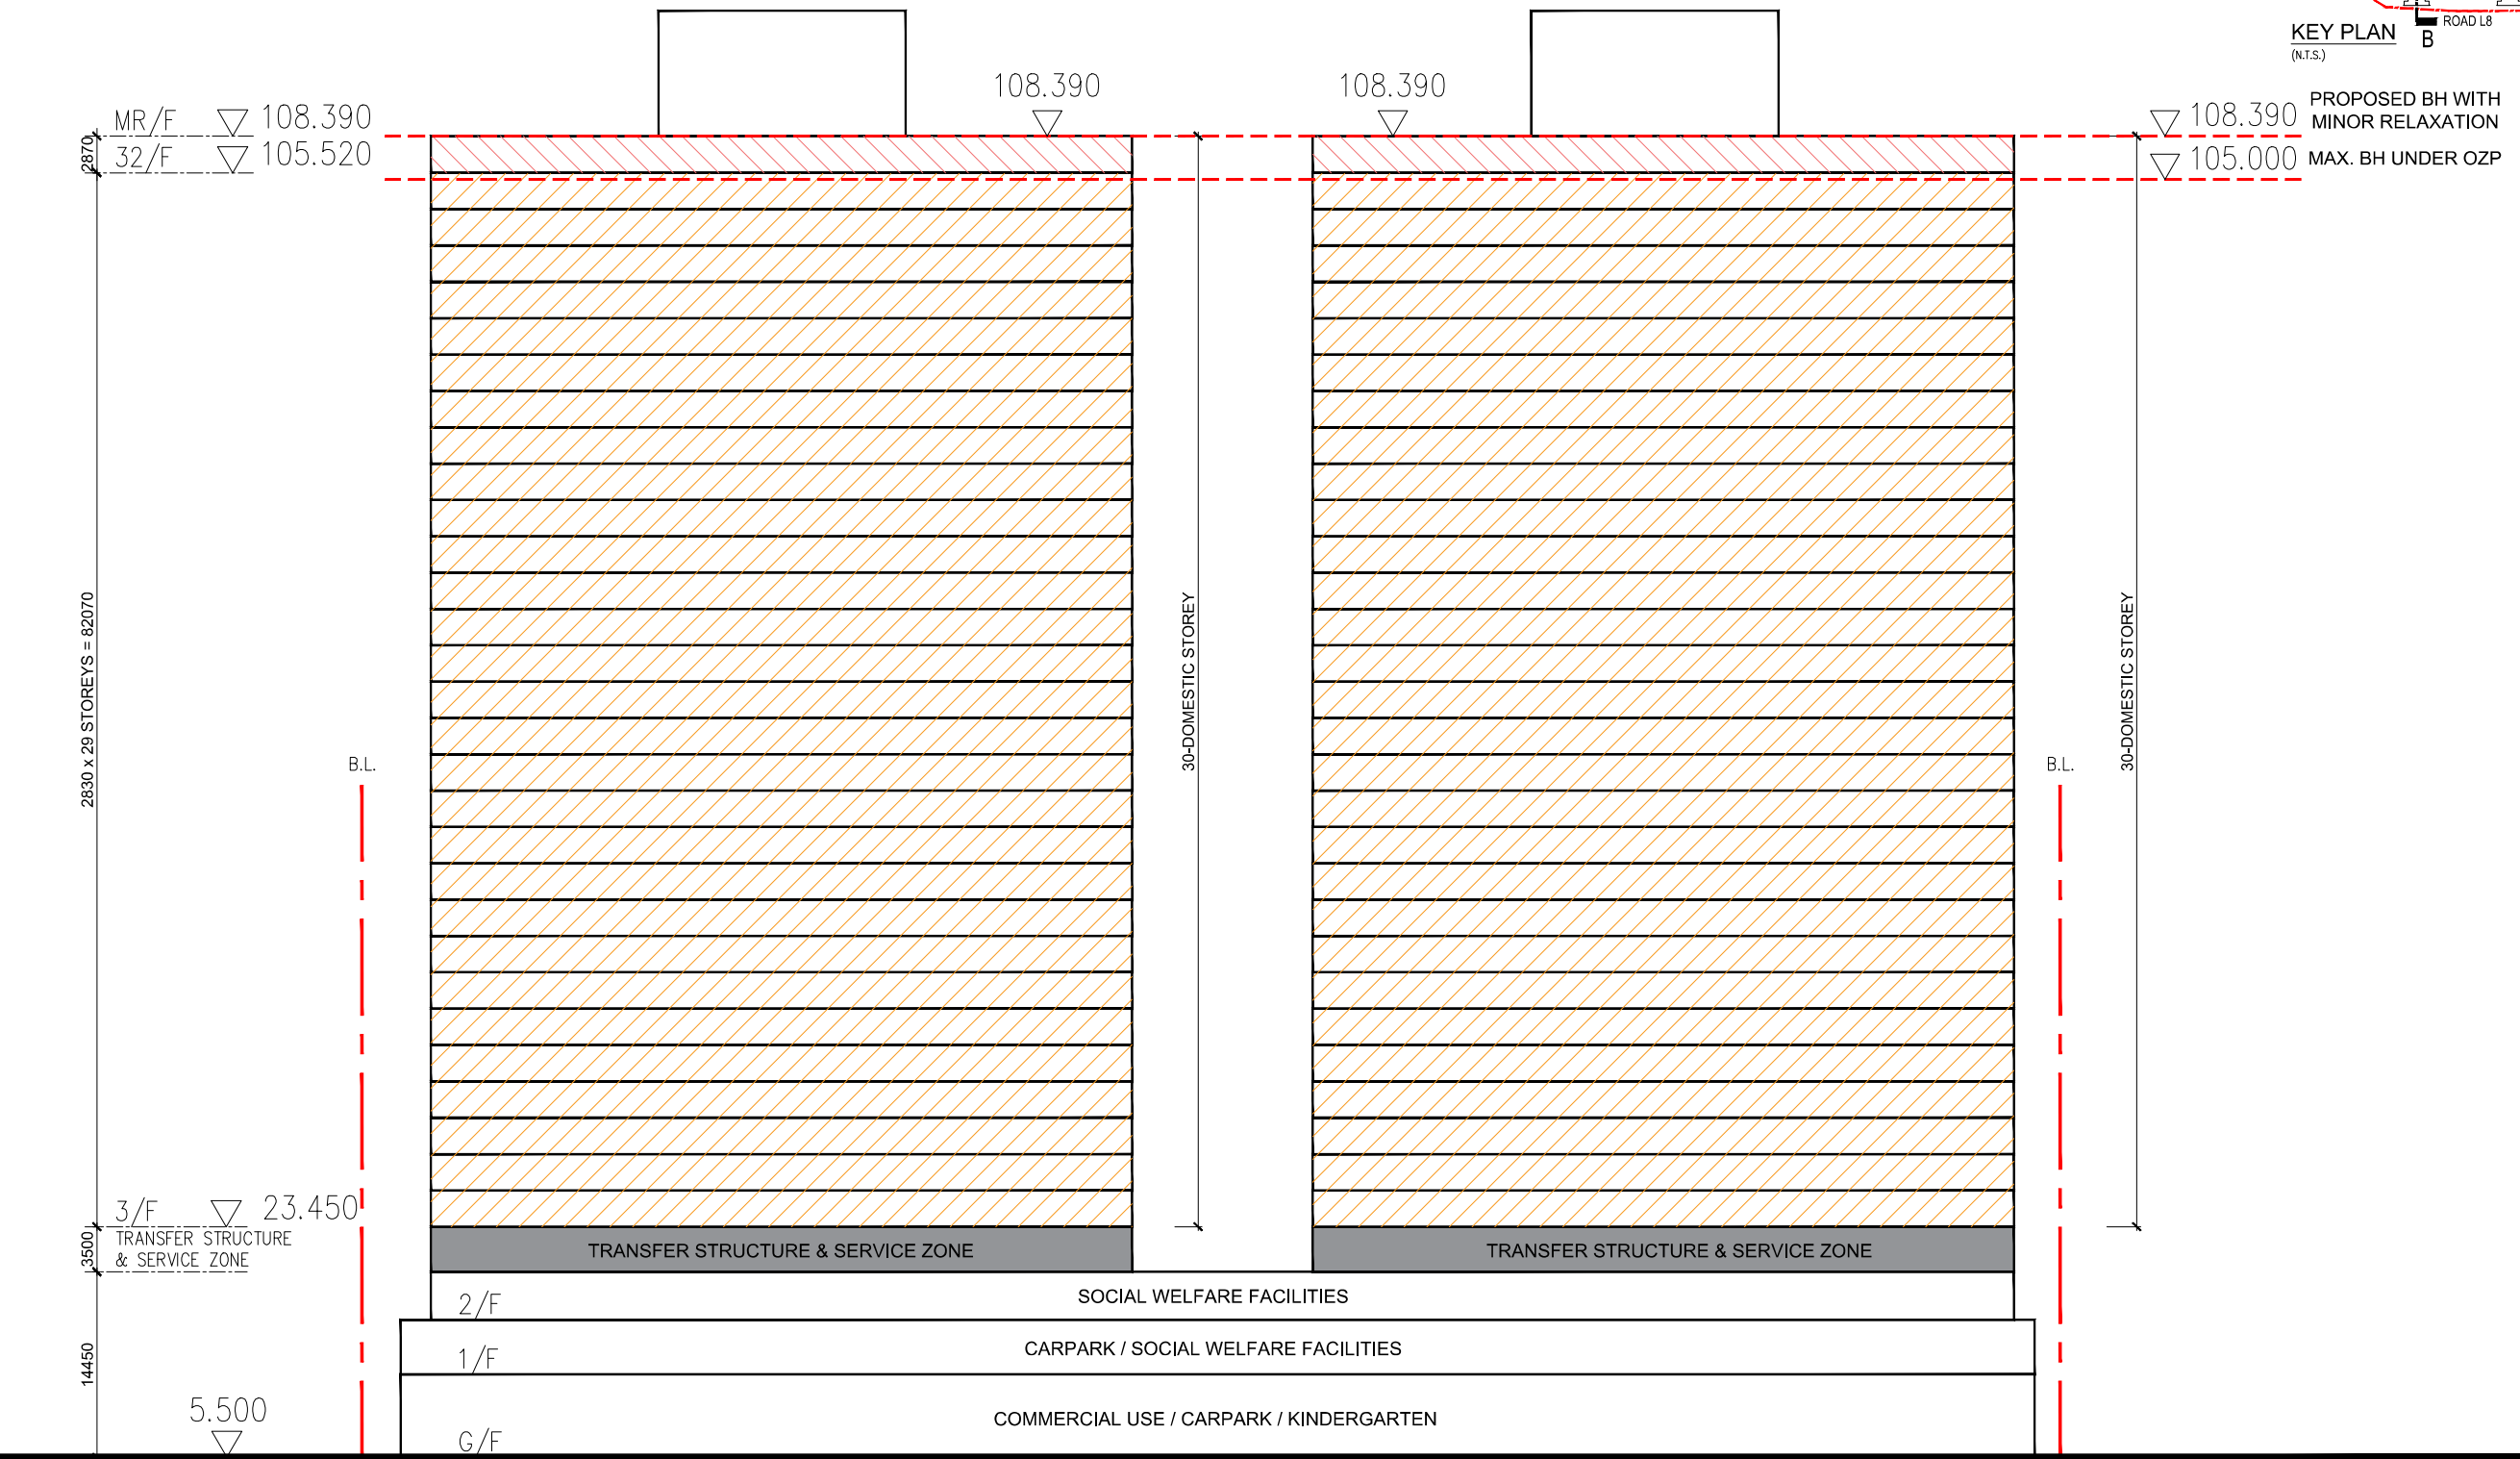 ROAD L8
KEY PLAN
B
(N.T.S.)
108.390
108.390
MR/F 108.390
108.390 PROPOSED BH WITH
MINOR RELAXATION
2870
32/F 105.520
105.000 MAX. BH UNDER OZP
2830 x 29 STOREYS = 82070
30-DOMESTIC STOREY
30-DOMESTIC STOREY
B.L.
B.L.
3/F 23.450
TRANSFER STRUCTURE
& SERVICE ZONE
3500
TRANSFER STRUCTURE & SERVICE ZONE
TRANSFER STRUCTURE & SERVICE ZONE
2/F
SOCIAL WELFARE FACILITIES
1/F
CARPARK / SOCIAL WELFARE FACILITIES
14450
5.500
G/F
COMMERCIAL USE / CARPARK / KINDERGARTEN